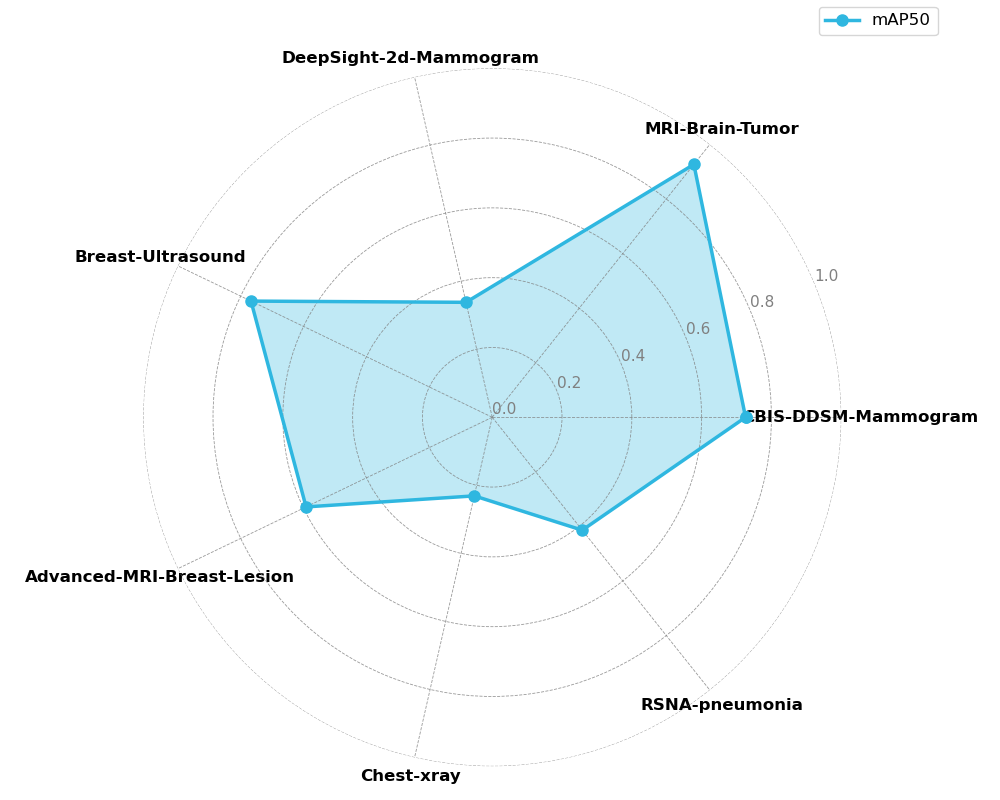 mAP50
DeepSight-2d-Mammogram
MRI-Brain-Tumor
Breast-Ultrasound
1.0
0.8
0.6
0.4
0.2
0.0
CBIS-DDSM-Mammogram
Advanced-MRI-Breast-Lesion
RSNA-pneumonia
Chest-xray